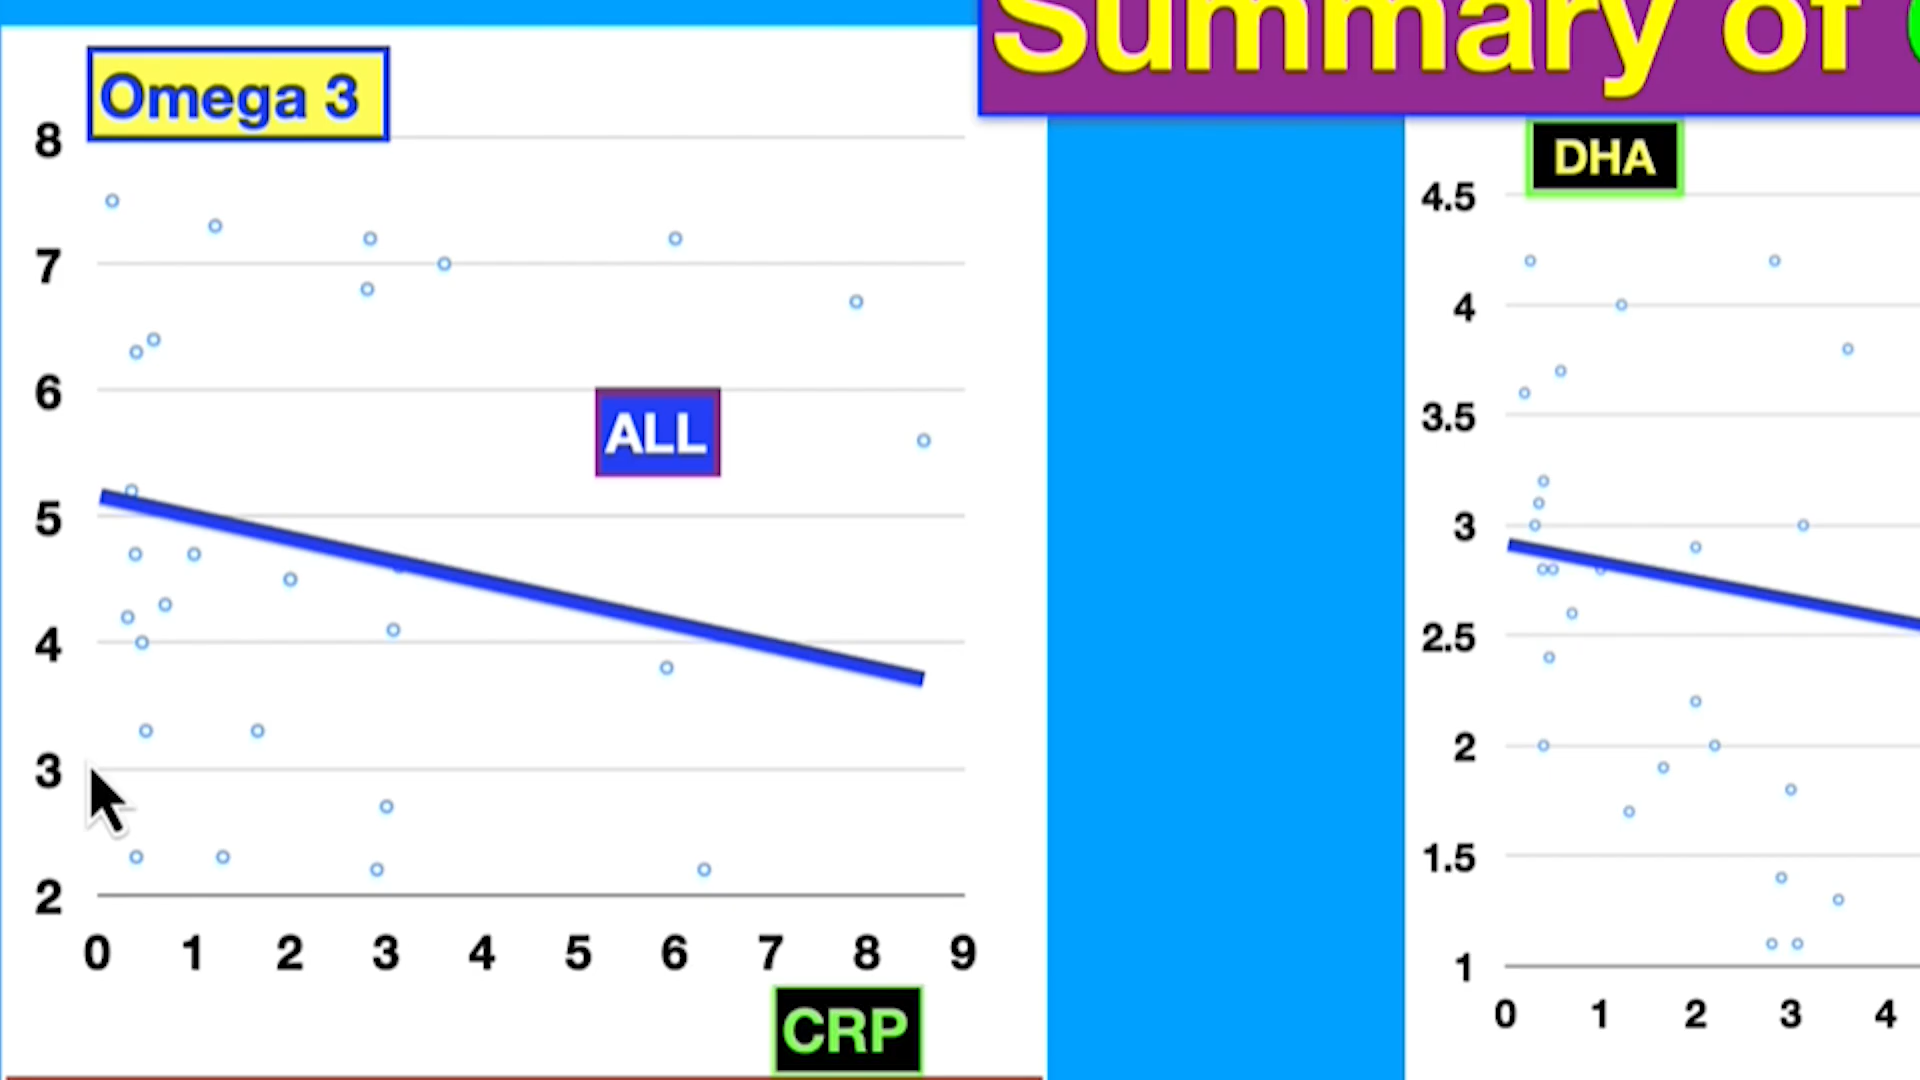 Summary of
Omega 3
8
7
6
5
4
3
2
ALL
0 1 2 3 4 5 6 7 8 9
CRP
DHA
4.5
4
3.5
3
2.5
2
1.5
1
0 1 2 3 4